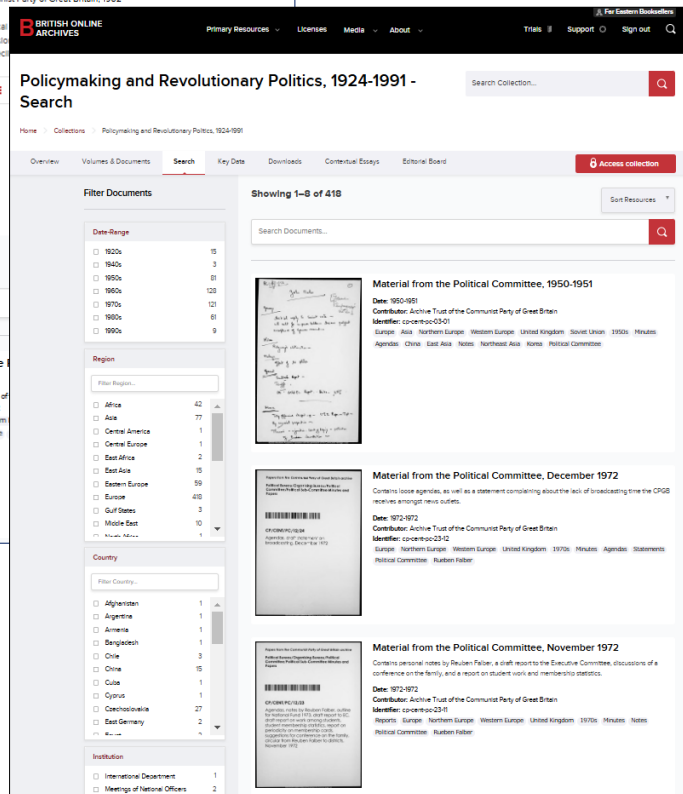 al
BRITISH ONLINE
ARCHIVES
Primary Resources
Licenses
Media
About
For Eastern Booksellers
Trials
Support
Sign out
Policymaking and Revolutionary Politics, 1924-1991 -
Search
Search Collection...
Home
Collections
Policymaking and Revolutionary Politics, 1924-1991
Overview
Volumes & Documents
Search
Key Data
Downloads
Contextual Essays
Editorial Board
Access collection
Filter Documents
Date-Range
1920s 15
1940s 3
1950s 81
1960s 128
1970s 121
1980s 61
1990s 9
Region
Filter Region...
Africa 42
Asia 77
Central America 1
Central Europe 1
East Africa 2
East Asia 15
Eastern Europe 59
Europe 418
Gulf States 3
Middle East 10
Country
Filter Country...
Afghanistan 1
Argentina 1
Armenia 1
Bangladesh 1
Chile 3
China 15
Cuba 1
Cyprus 1
Czechoslovakia 27
East Germany 2
Institution
International Department 1
Meetings of National Officers 2
Showing 1–8 of 418
Sort Resources
Search Documents...
Material from the Political Committee, 1950-1951
Date: 1950-1951
Contributor: Archive Trust of the Communist Party of Great Britain
Identifier: cp-cent-pc-03-01
Europe Asia Northern Europe Western Europe United Kingdom Soviet Union 1950s Minutes
Agendas China East Asia Notes Northeast Asia Korea Political Committee
Material from the Political Committee, December 1972
Contains loose agendas, as well as a statement complaining about the lack of broadcasting time the CPGB
receives amongst news outlets.
Date: 1972-1972
Contributor: Archive Trust of the Communist Party of Great Britain
Identifier: cp-cent-pc-23-12
Europe Northern Europe Western Europe United Kingdom 1970s Minutes Agendas Statements
Political Committee Rueben Falber
CP/CENT/PC/12/24
Agendas, draft note held on
broadcasting, December 1972
Material from the Political Committee, November 1972
Contains personal notes by Reuben Falber, a draft report to the Executive Committee, discussions of a
conference on the family, and a report on student work and membership statistics.
Date: 1972-1972
Contributor: Archive Trust of the Communist Party of Great Britain
Identifier: cp-cent-pc-23-11
Reports Europe Northern Europe Western Europe United Kingdom 1970s Minutes Notes
Political Committee Rueben Falber